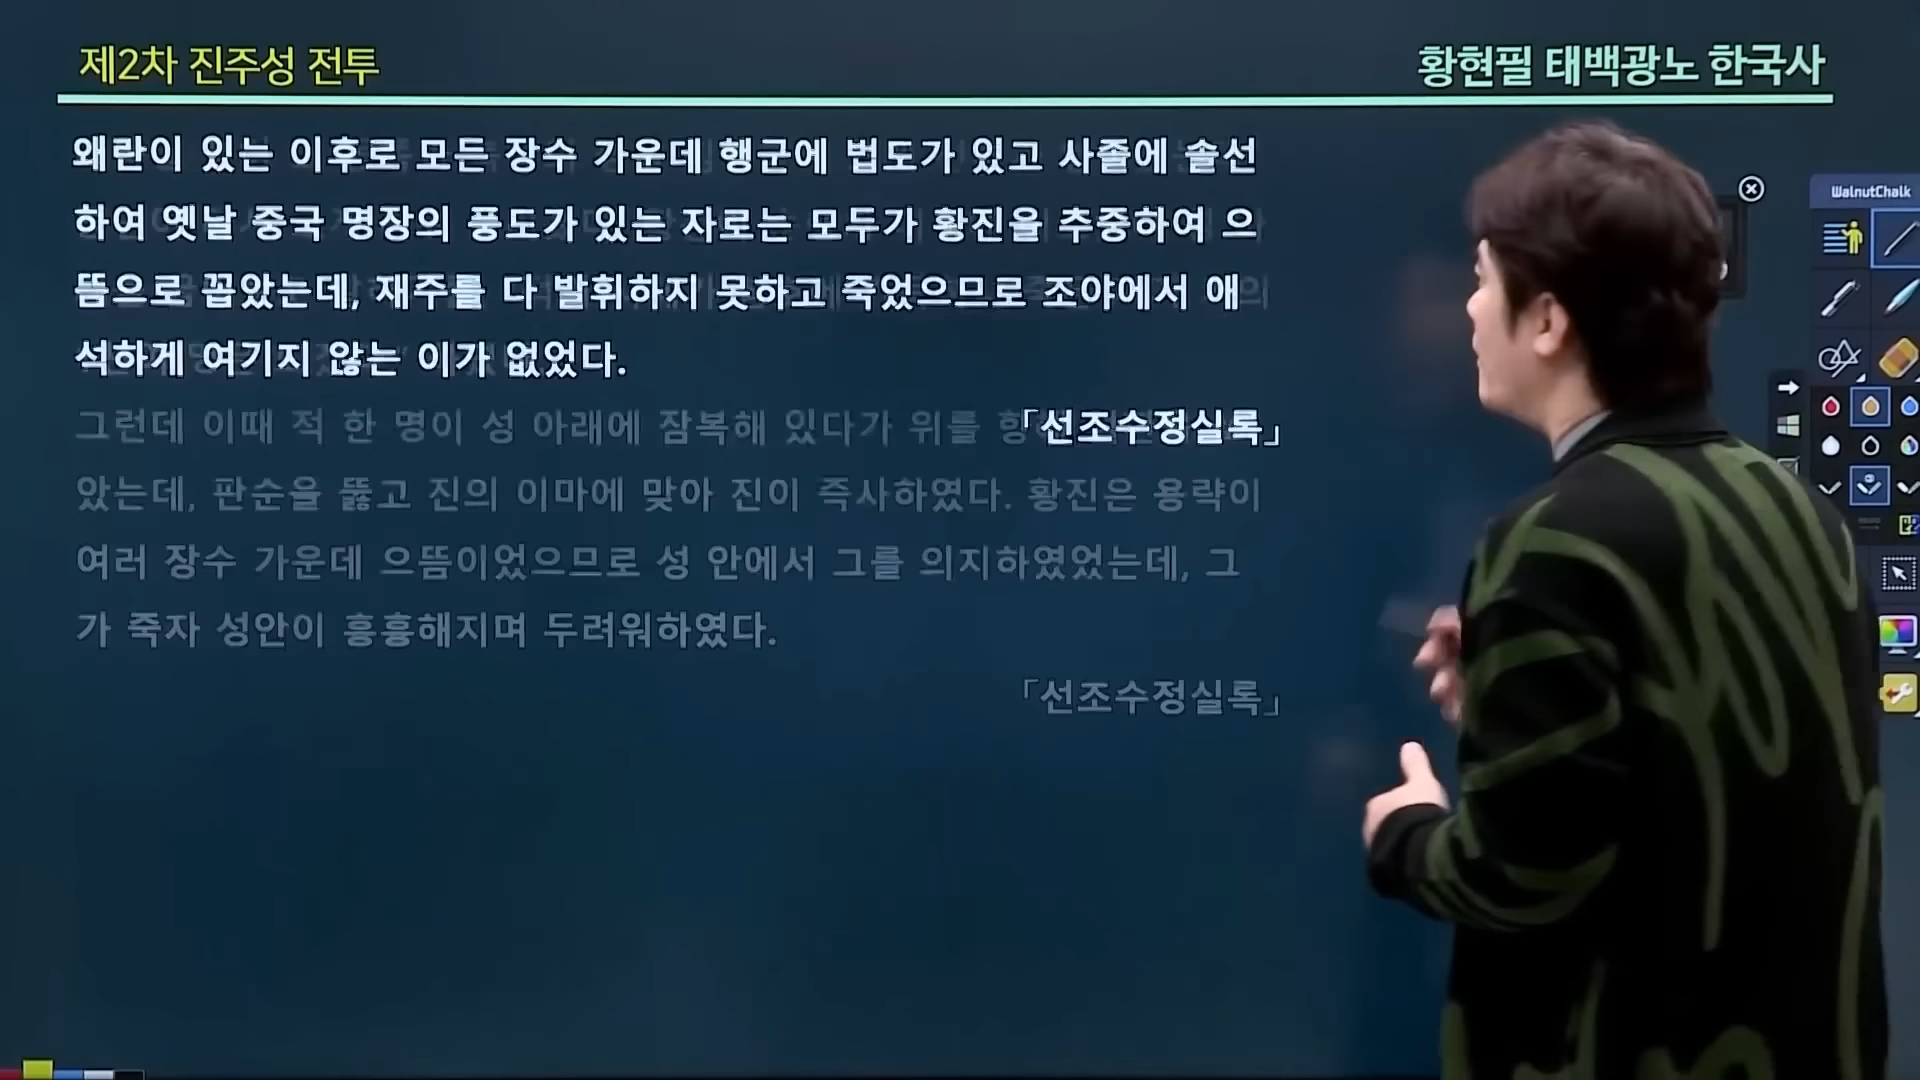 제2차 진주성 전투
황현필 태백광노 한국사
왜란이 있는 이후로 모든 장수 가운데 행군에 법도가 있고 사졸에 솔선
하여 옛날 중국 명장의 풍도가 있는 자로는 모두가 황진을 추중하여 으
뜸으로 꼽았는데, 재주를 다 발휘하지 못하고 죽었으므로 조야에서 애
석하게 여기지 않는 이가 없었다.
「선조수정실록」
그런데 이때 적 한 명이 성 아래에 잠복해 있다가 위를
았는데, 판순을 뚫고 진의 이마에 맞아 진이 즉사하였다. 황진은 용략이
여러 장수 가운데 으뜸이었으므로 성 안에서 그를 의지하였었는데, 그
가 죽자 성안이 흉흉해지며 두려워하였다.
「선조수정실록」
WalnutChalk